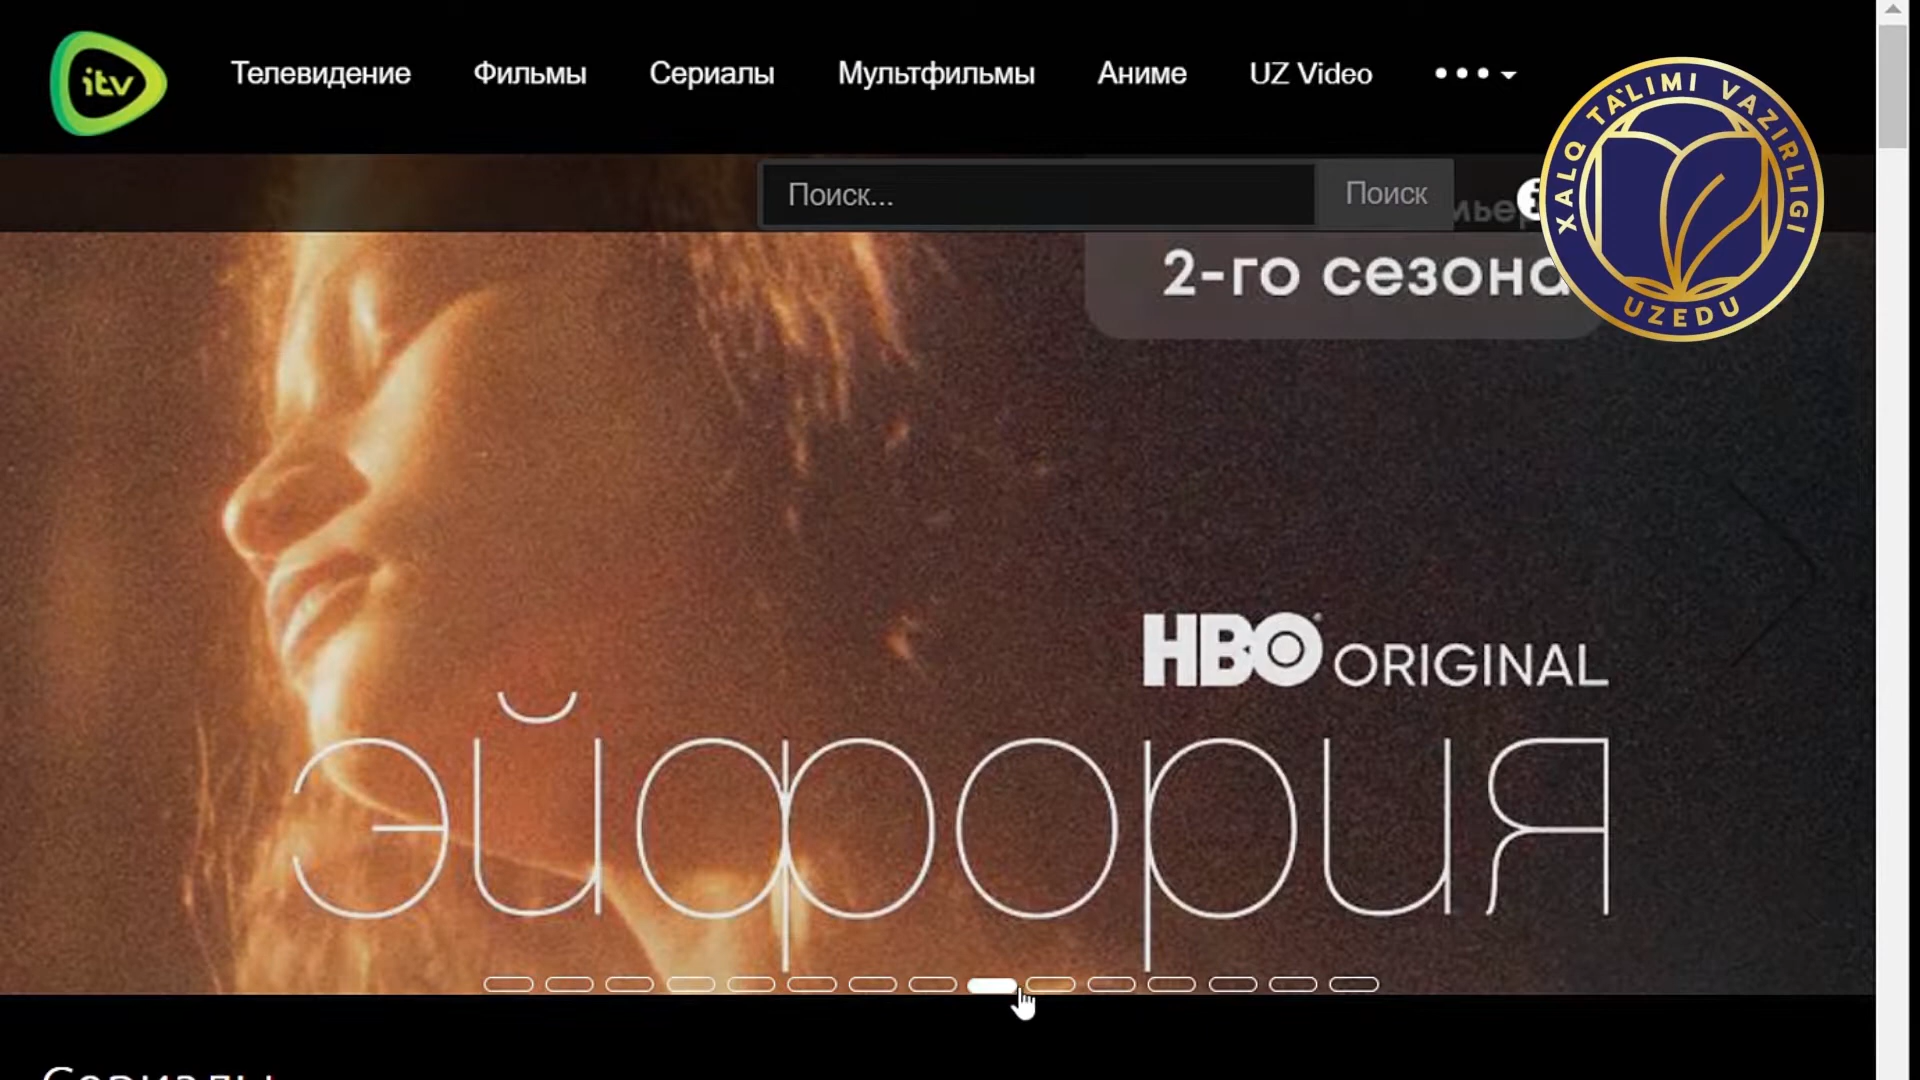 itv
Телевидение
Фильмы
Сериалы
Мультфильмы
Аниме
UZ Video
XALQ TA'LIMI VAZIRLIGI
UZEDU
Поиск...
Поиск
2-го сезона
HBO ORIGINAL
эйфория
Сериалы